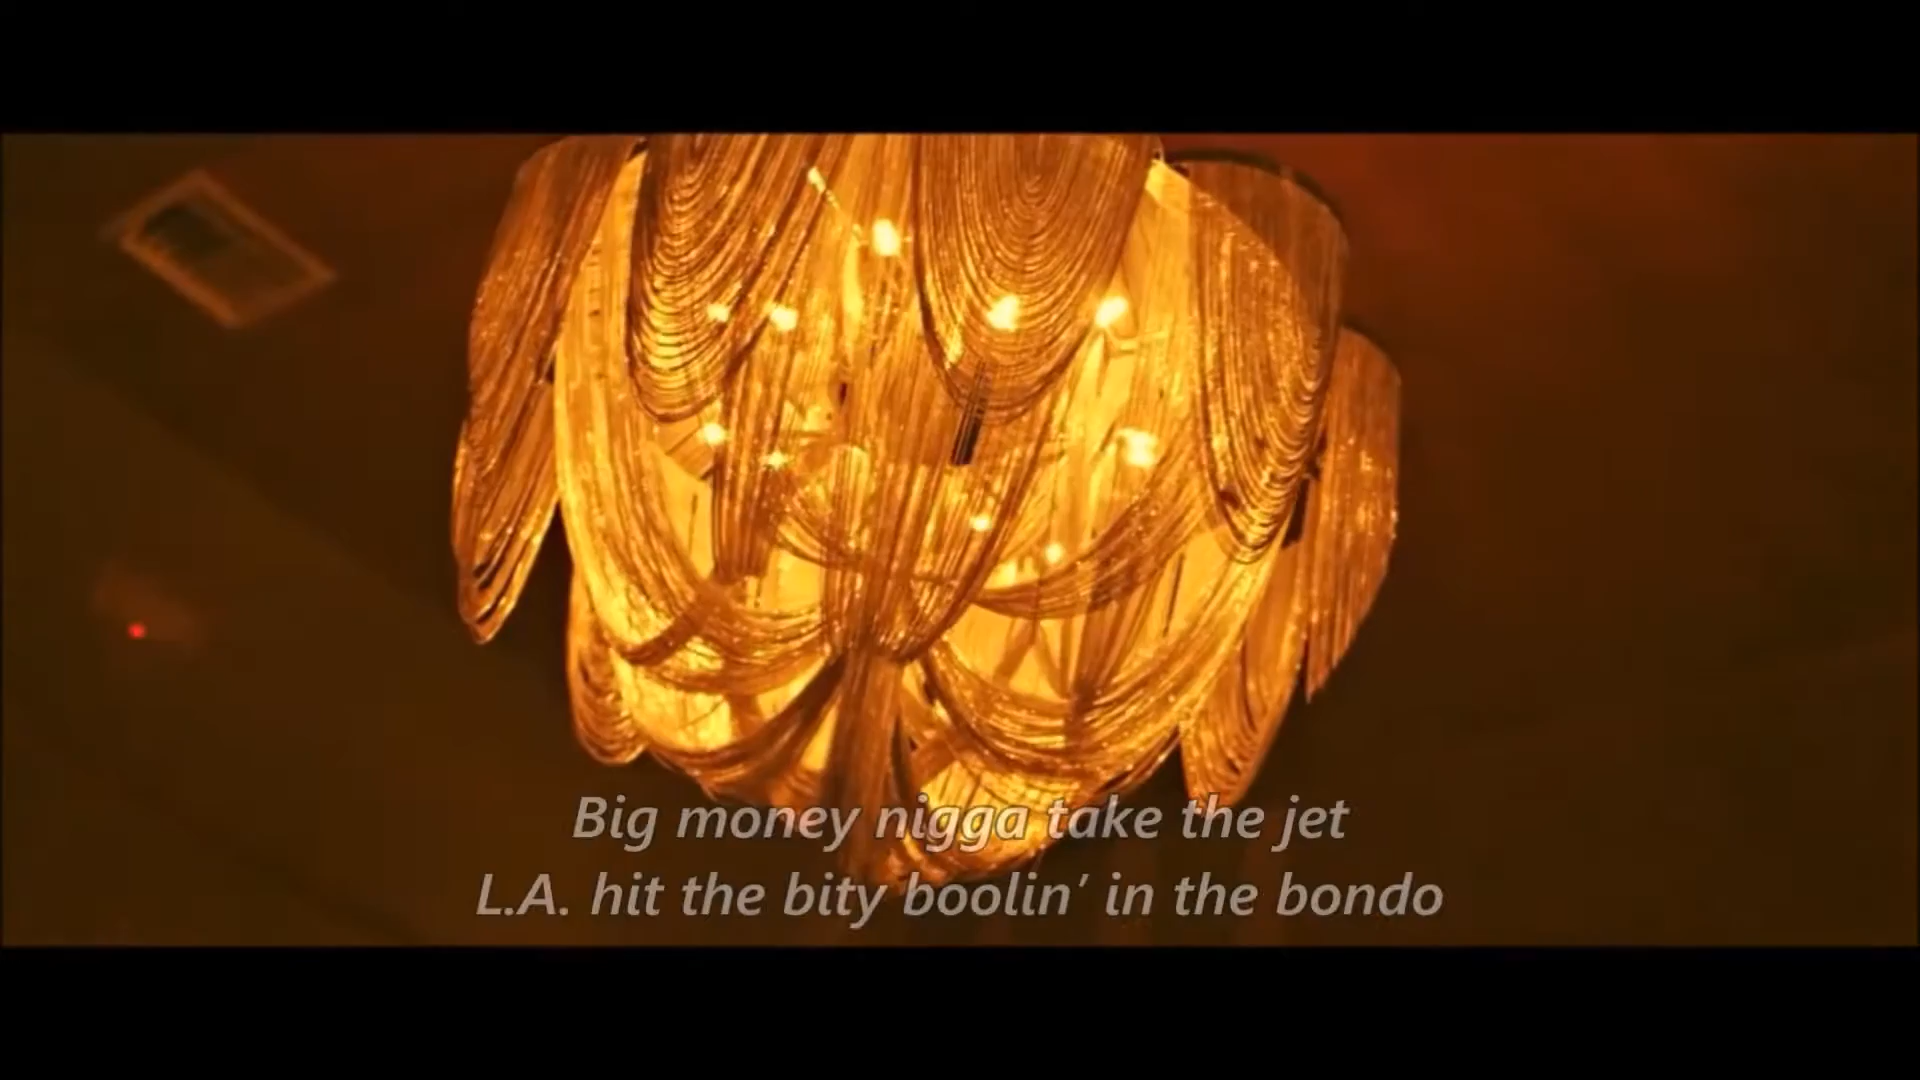 Big money nigga take the jet
L.A. hit the bity boolin’ in the bondo